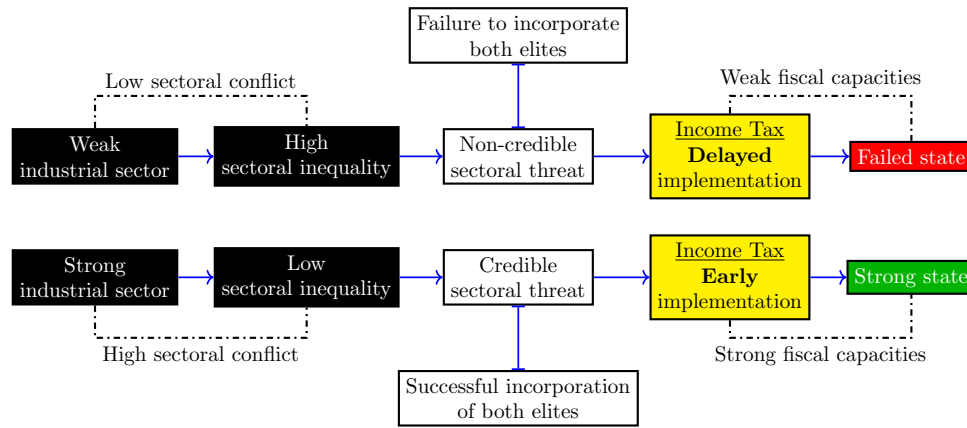 Failure to incorporate
both elites
Low sectoral conflict
Weak fiscal capacities
Weak
industrial sector
High
sectoral inequality
Non-credible
sectoral threat
Income Tax
Delayed
implementation
Failed state
Strong
industrial sector
Low
sectoral inequality
Credible
sectoral threat
Income Tax
Early
implementation
Strong state
High sectoral conflict
Strong fiscal capacities
Successful incorporation
of both elites